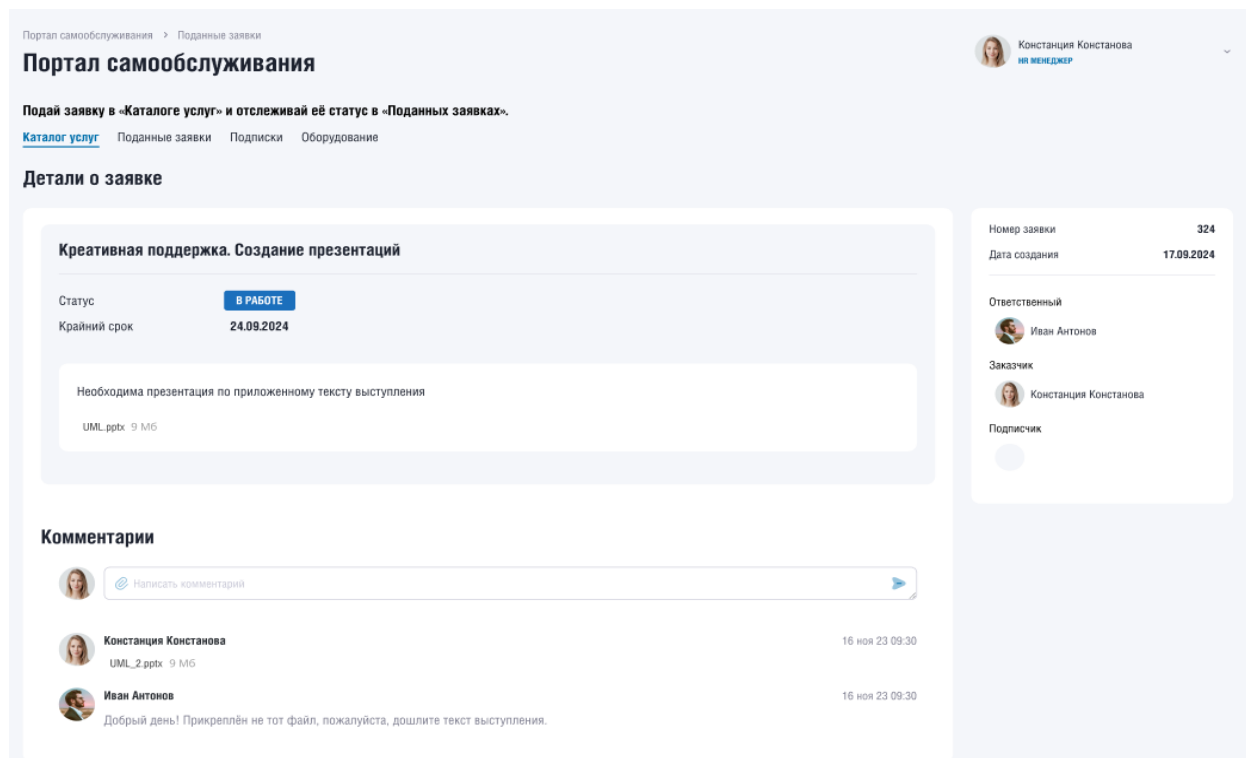 Портал самообслуживания > Поданные заявки
Портал самообслуживания
Констанция Констанова
HR МЕНЕДЖЕР
Подай заявку в «Каталоге услуг» и отслеживай её статус в «Поданных заявках».
Каталог услуг Поданные заявки Подписки Оборудование
Детали о заявке
Креативная поддержка. Создание презентаций
Статус В РАБОТЕ
Крайний срок 24.09.2024
Необходима презентация по приложенному тексту выступления
UML.pptx 9 Мб
Номер заявки 324
Дата создания 17.09.2024
Ответственный
Иван Антонов
Заказчик
Констанция Констанова
Подписчик
Комментарии
Написать комментарий
Констанция Констанова 16 ноя 23 09:30
UML_2.pptx 9 Мб
Иван Антонов 16 ноя 23 09:30
Добрый день! Прикреплён не тот файл, пожалуйста, дошлите текст выступления.